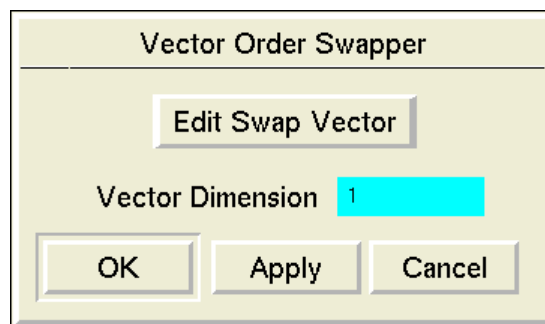 Vector Order Swapper
Edit Swap Vector
Vector Dimension 1
OK Apply Cancel